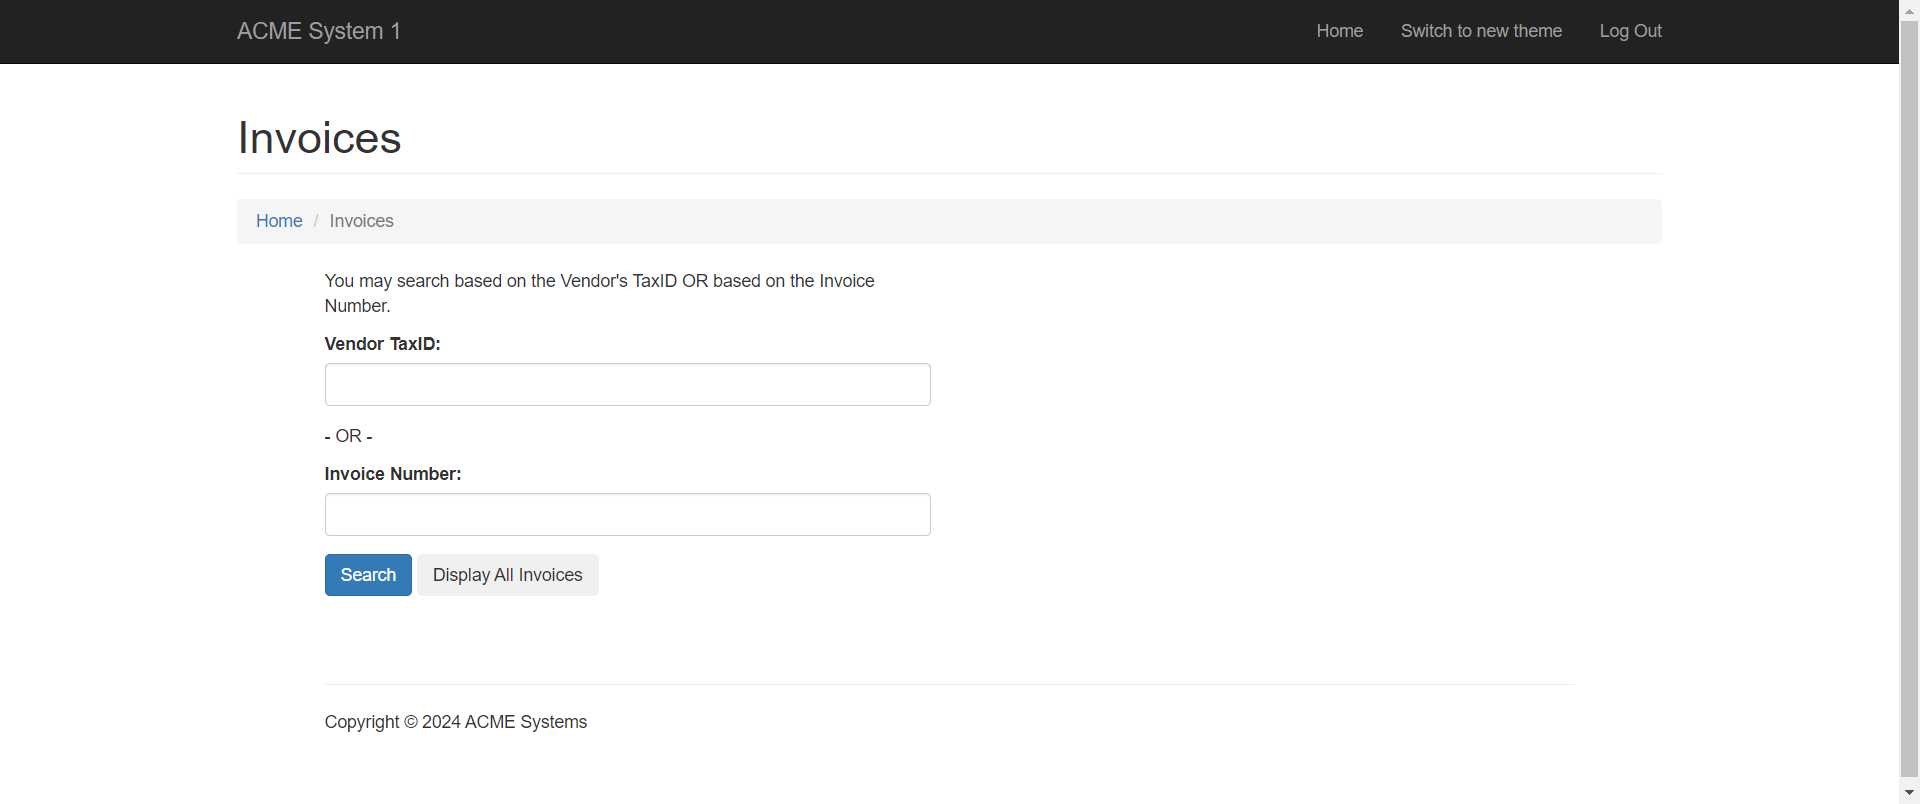 ACME System 1
Home
Switch to new theme
Log Out
Invoices
Home / Invoices
You may search based on the Vendor's TaxID OR based on the Invoice
Number.
Vendor TaxID:
- OR -
Invoice Number:
Search
Display All Invoices
Copyright © 2024 ACME Systems